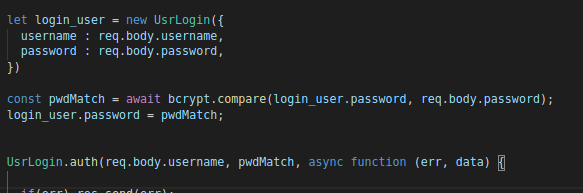 let login_user = new UsrLogin({
username : req.body.username,
password : req.body.password,
})
const pwdMatch = await bcrypt.compare(login_user.password, req.body.password);
login_user.password = pwdMatch;
UsrLogin.auth(req.body.username, pwdMatch, async function (err, data) {
if(err) res.send(err);